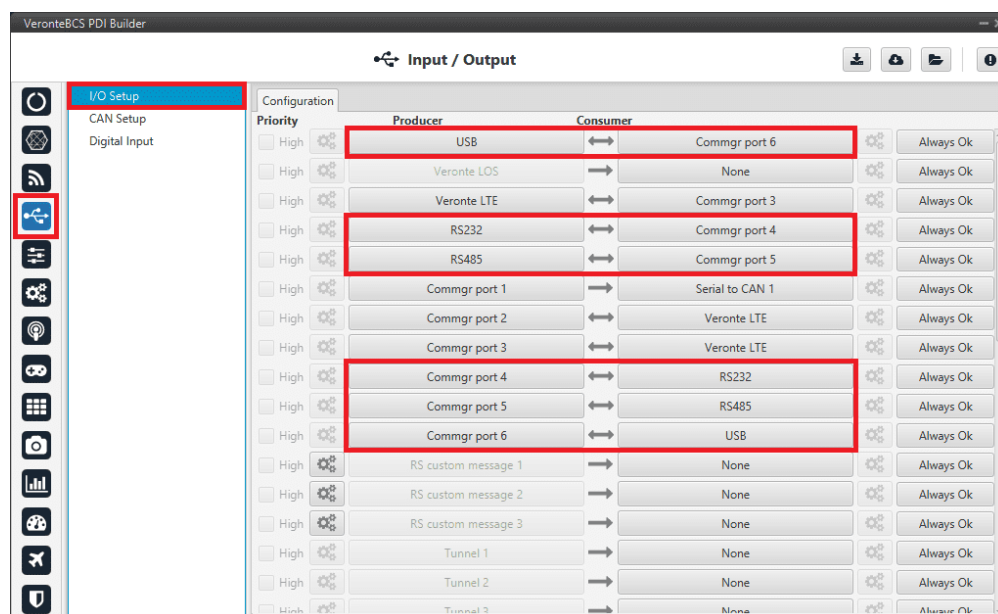 VeronteBCS PDI Builder
Input / Output
I/O Setup
CAN Setup
Digital Input
Configuration
Priority Producer Consumer
High USB Commgr port 6 Always Ok
High Veronte LOS None Always Ok
High Veronte LTE Commgr port 3 Always Ok
High RS232 Commgr port 4 Always Ok
High RS485 Commgr port 5 Always Ok
High Commgr port 1 Serial to CAN 1 Always Ok
High Commgr port 2 Veronte LTE Always Ok
High Commgr port 3 Veronte LTE Always Ok
High Commgr port 4 RS232 Always Ok
High Commgr port 5 RS485 Always Ok
High Commgr port 6 USB Always Ok
High RS custom message 1 None Always Ok
High RS custom message 2 None Always Ok
High RS custom message 3 None Always Ok
High Tunnel 1 None Always Ok
High Tunnel 2 None Always Ok
High Tunnel 3 None Always Ok